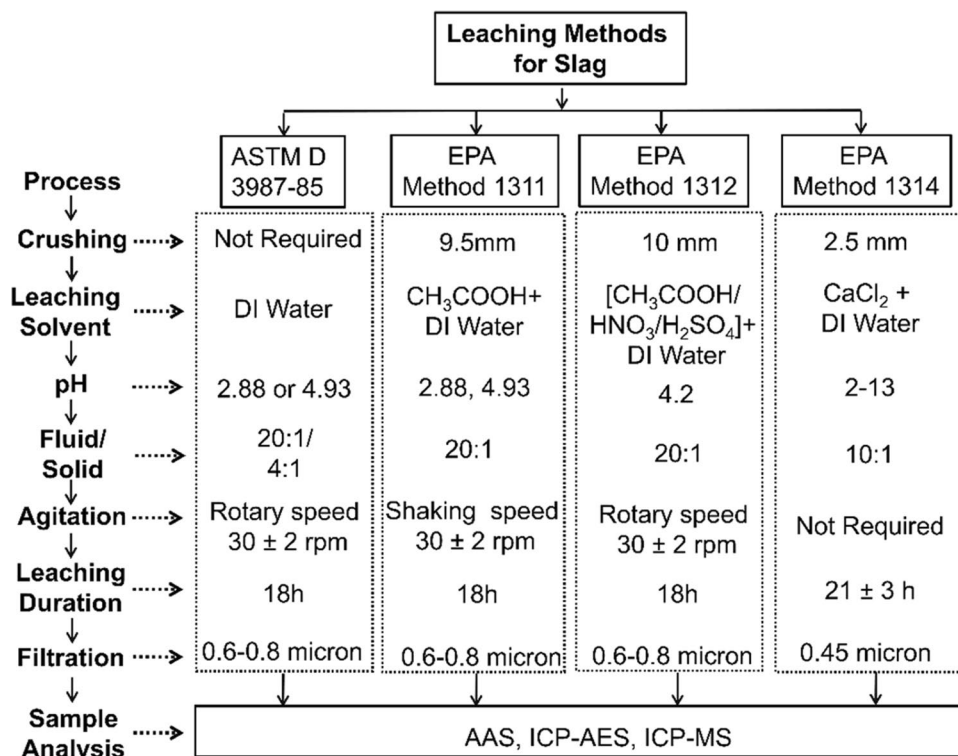 Leaching Methods
for Slag
ASTM D
3987-85
EPA
Method 1311
EPA
Method 1312
EPA
Method 1314
Process
Crushing
Not Required
9.5mm
10 mm
2.5 mm
Leaching
Solvent
DI Water
CH₃COOH+
DI Water
[CH₃COOH/
HNO₃/H₂SO₄]+
DI Water
CaCl₂ +
DI Water
pH
2.88 or 4.93
2.88, 4.93
4.2
2-13
Fluid/
Solid
20:1/
4:1
20:1
20:1
10:1
Agitation
Rotary speed
30 ± 2 rpm
Shaking speed
30 ± 2 rpm
Rotary speed
30 ± 2 rpm
Not Required
Leaching
Duration
18h
18h
18h
21 ± 3 h
Filtration
0.6-0.8 micron
0.6-0.8 micron
0.6-0.8 micron
0.45 micron
Sample
Analysis
AAS, ICP-AES, ICP-MS